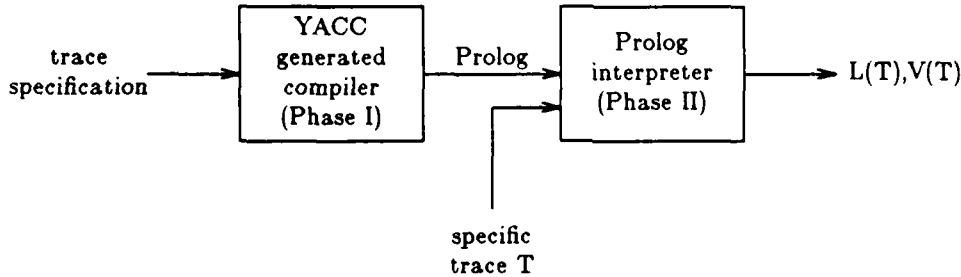 trace
specification
YACC
generated
compiler
(Phase I)
Prolog
Prolog
interpreter
(Phase II)
L(T),V(T)
specific
trace T